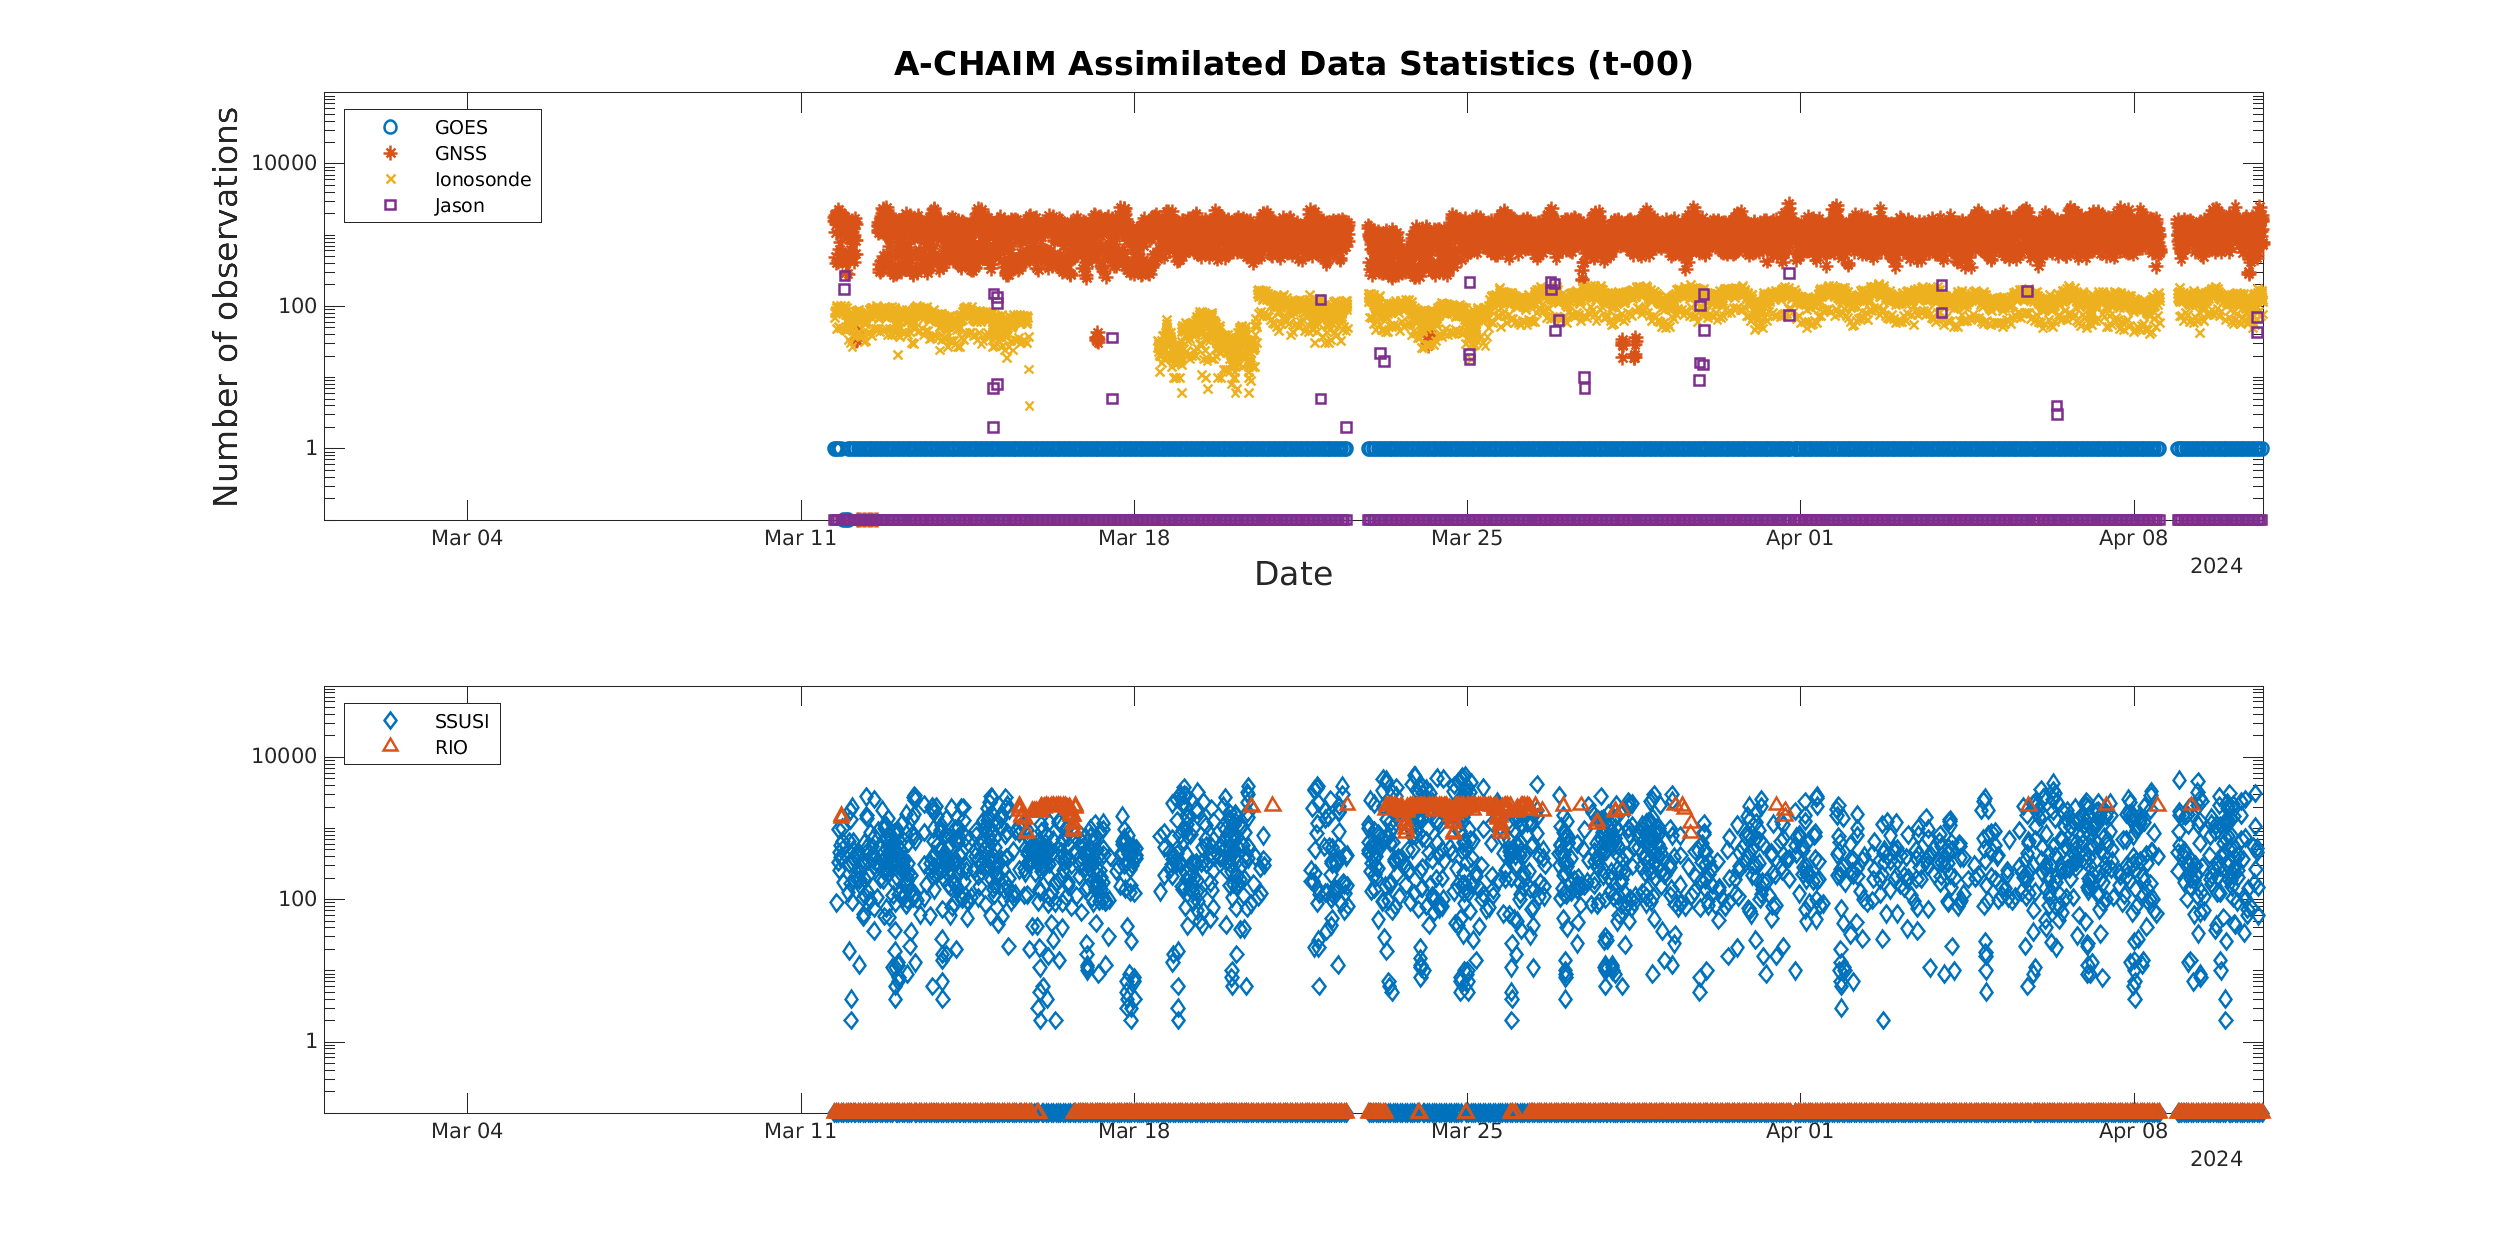 A-CHAIM Assimilated Data Statistics (t-00)
Number of observations
10000
100
1
GOES
GNSS
Ionosonde
Jason
Mar 04
Mar 11
Mar 18
Mar 25
Apr 01
Apr 08
2024
Date
10000
100
1
SSUSI
RIO
Mar 04
Mar 11
Mar 18
Mar 25
Apr 01
Apr 08
2024